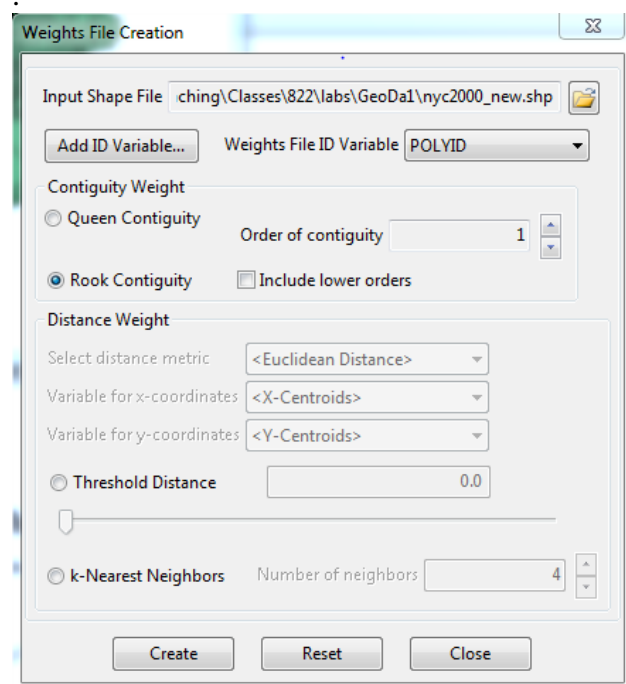 Weights File Creation
Input Shape File :ching\Classes\822\labs\GeoDa1\nyc2000_new.shp
Add ID Variable... Weights File ID Variable POLYID
Contiguity Weight
Queen Contiguity
Order of contiguity 1
Rook Contiguity Include lower orders
Distance Weight
Select distance metric <Euclidean Distance>
Variable for x-coordinates <X-Centroids>
Variable for y-coordinates <Y-Centroids>
Threshold Distance 0.0
k-Nearest Neighbors Number of neighbors 4
Create Reset Close